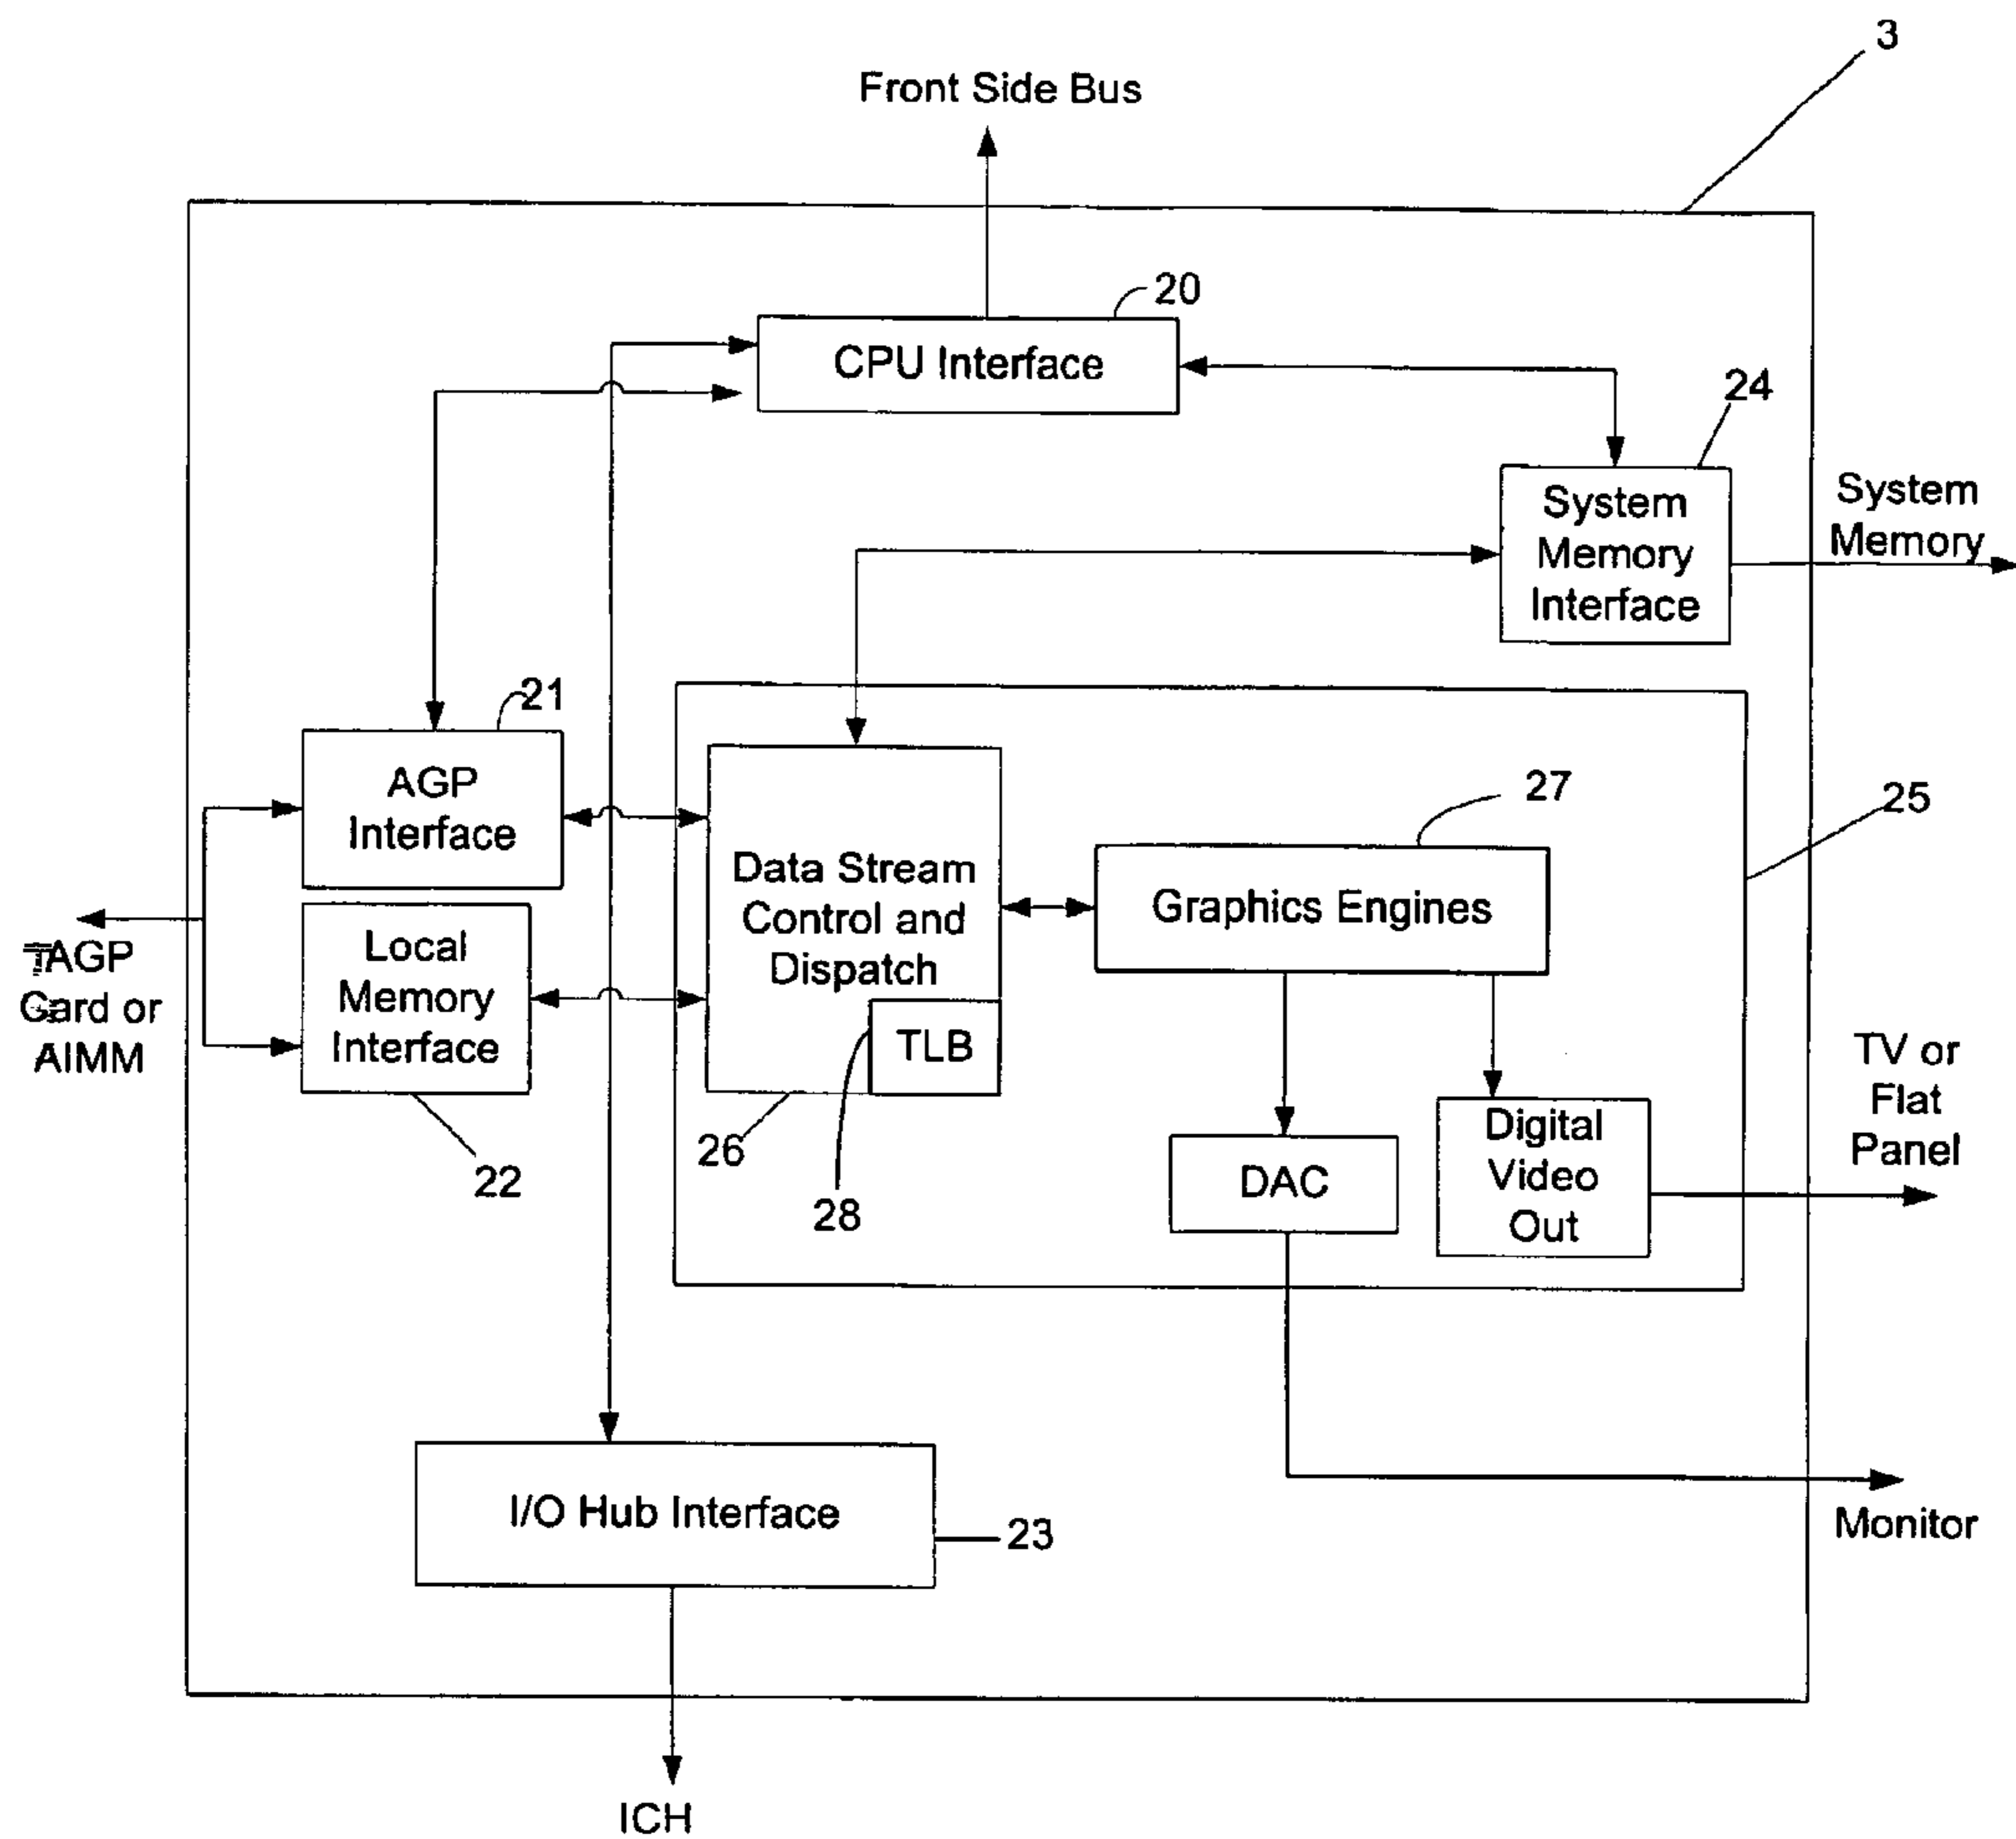 3
Front Side Bus
20
CPU Interface
24
System
Memory
Interface
System
Memory
21
AGP
Interface
27
25
Data Stream
Control and
Dispatch
Graphics Engines
AGP
Card or
AIMM
Local
Memory
Interface
TLB
22
26
28
DAC
Digital
Video
Out
TV or
Flat
Panel
I/O Hub Interface
23
Monitor
ICH